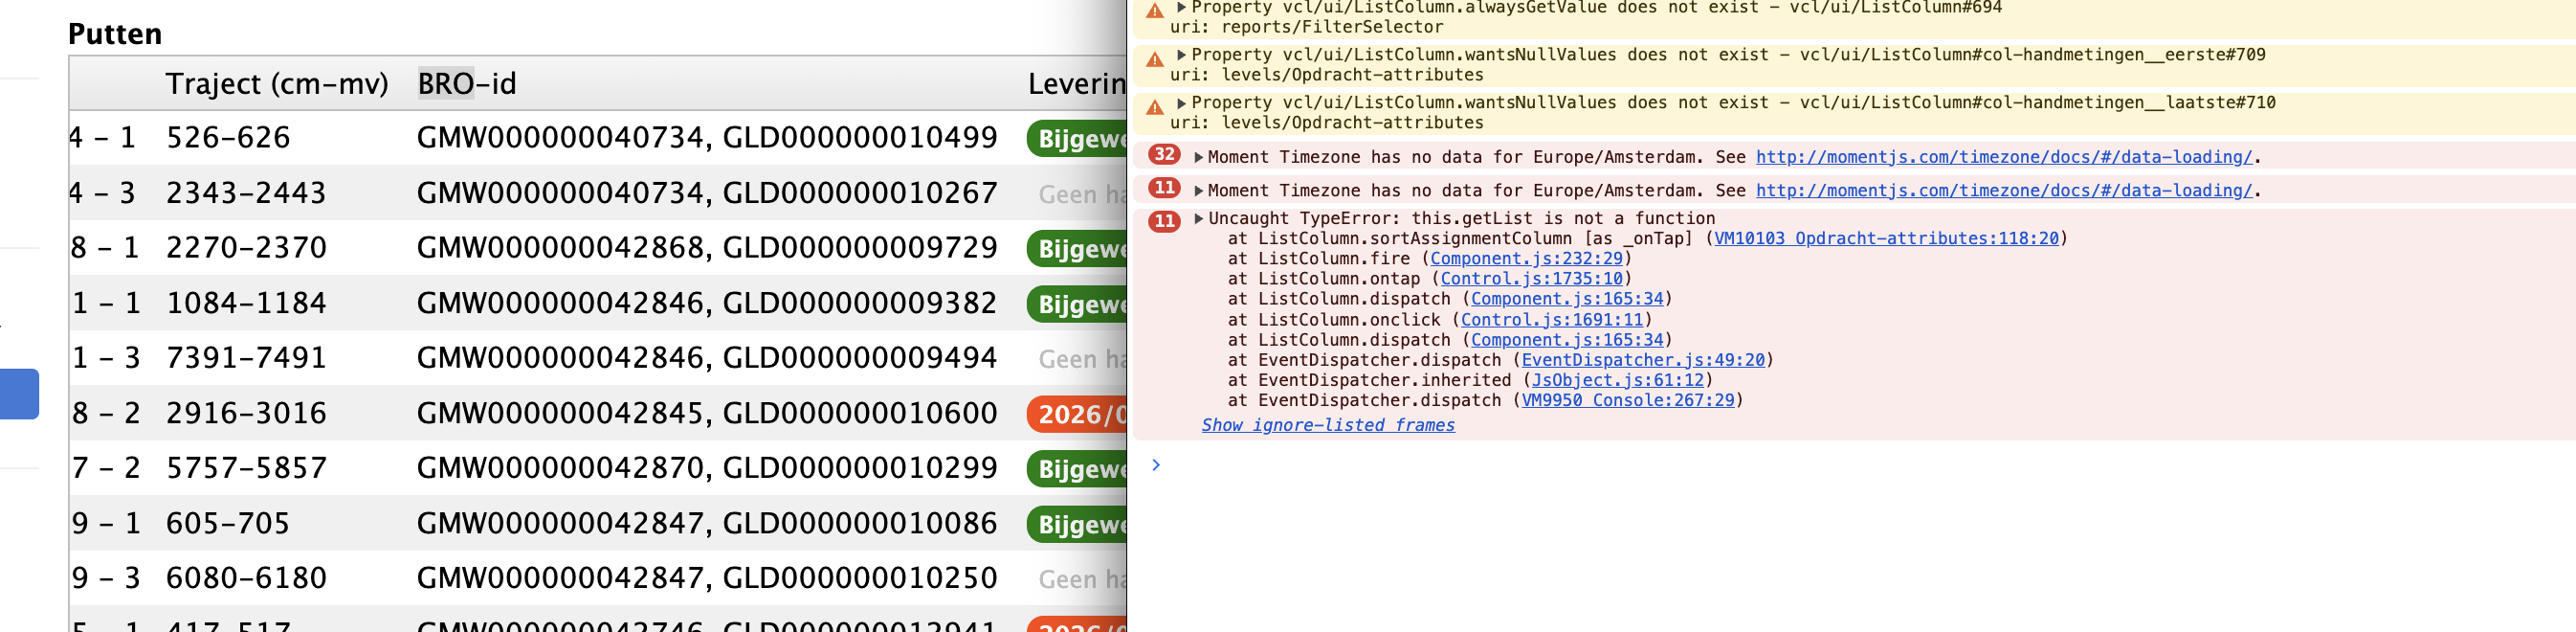 Putten
Traject (cm-mv) BRO-id Leverin
4 - 1 526-626 GMW000000040734, GLD000000010499 Bijgewe
4 - 3 2343-2443 GMW000000040734, GLD000000010267 Geen ha
8 - 1 2270-2370 GMW000000042868, GLD000000009729 Bijgewe
1 - 1 1084-1184 GMW000000042846, GLD000000009382 Bijgewe
1 - 3 7391-7491 GMW000000042846, GLD000000009494 Geen ha
8 - 2 2916-3016 GMW000000042845, GLD000000010600 2026/0
7 - 2 5757-5857 GMW000000042870, GLD000000010299 Bijgewe
9 - 1 605-705 GMW000000042847, GLD000000010086 Bijgewe
9 - 3 6080-6180 GMW000000042847, GLD000000010250 Geen ha
5 - 1 417-517 GMW000000042746, GLD000000012941 2026/0
Property vcl/ui/ListColumn.alwaysGetValue does not exist – vcl/ui/ListColumn#694
uri: reports/FilterSelector
Property vcl/ui/ListColumn.wantsNullValues does not exist – vcl/ui/ListColumn#col-handmetingen__eerste#709
uri: levels/Opdracht-attributes
Property vcl/ui/ListColumn.wantsNullValues does not exist – vcl/ui/ListColumn#col-handmetingen__laatste#710
uri: levels/Opdracht-attributes
32 Moment Timezone has no data for Europe/Amsterdam. See http://momentjs.com/timezone/docs/#/data-loading/.
11 Moment Timezone has no data for Europe/Amsterdam. See http://momentjs.com/timezone/docs/#/data-loading/.
11 Uncaught TypeError: this.getList is not a function
at ListColumn.sortAssignmentColumn [as _onTap] (VM10103 Opdracht-attributes:118:20)
at ListColumn.fire (Component.js:232:29)
at ListColumn.ontap (Control.js:1735:10)
at ListColumn.dispatch (Component.js:165:34)
at ListColumn.onclick (Control.js:1691:11)
at ListColumn.dispatch (Component.js:165:34)
at EventDispatcher.dispatch (EventDispatcher.js:49:20)
at EventDispatcher.inherited (JsObject.js:61:12)
at EventDispatcher.dispatch (VM9950 Console:267:29)
Show ignore-listed frames